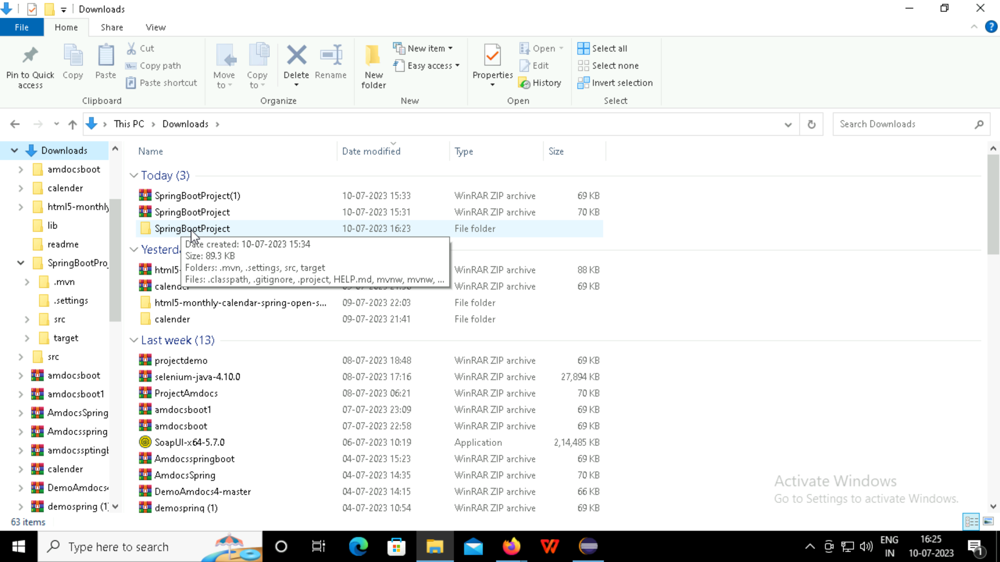 Downloads
File Home Share View
Pin to Quick access
Copy
Paste
Cut
Copy path
Paste shortcut
Clipboard
Move to
Copy to
Delete
Rename
Organize
New folder
New item
Easy access
New
Properties
Open
Edit
History
Open
Select all
Select none
Invert selection
Select
This PC Downloads
Search Downloads
Downloads
amdocsboot
calender
html5-monthly
lib
readme
SpringBootPro
.mvn
.settings
src
target
src
amdocsboot
amdocsboot1
AmdocsSpring
Amdocsspring
amdocssptingb
calender
DemoAmdocs4
demospring (1)
Name Date modified Type Size
Today (3)
SpringBootProject(1) 10-07-2023 15:33 WinRAR ZIP archive 69 KB
SpringBootProject 10-07-2023 15:31 WinRAR ZIP archive 70 KB
SpringBootProject 10-07-2023 16:23 File folder
Date created: 10-07-2023 15:34
Size: 89.3 KB
Folders: .mvn, .settings, src, target
Files: .classpath, .gitignore, .project, HELP.md, mvnw, mvnw, ...
html5- WinRAR ZIP archive 88 KB
calender WinRAR ZIP archive 69 KB
html5-monthly-calendar-spring-open-s... 09-07-2023 22:03 File folder
calender 09-07-2023 21:41 File folder
Last week (13)
projectdemo 08-07-2023 18:48 WinRAR ZIP archive 69 KB
selenium-java-4.10.0 08-07-2023 17:16 WinRAR ZIP archive 27,894 KB
ProjectAmdocs 08-07-2023 06:21 WinRAR ZIP archive 70 KB
amdocsboot1 07-07-2023 23:09 WinRAR ZIP archive 69 KB
amdocsboot 07-07-2023 22:58 WinRAR ZIP archive 69 KB
SoapUI-x64-5.7.0 06-07-2023 10:19 Application 2,14,485 KB
Amdocsspringboot 04-07-2023 15:23 WinRAR ZIP archive 69 KB
AmdocsSpring 04-07-2023 14:35 WinRAR ZIP archive 70 KB
DemoAmdocs4-master 04-07-2023 14:15 WinRAR ZIP archive 66 KB
demospring (1) 04-07-2023 10:54 WinRAR ZIP archive 69 KB
Activate Windows
Go to Settings to activate Windows.
63 items
Type here to search
ENG
IN
16:25
10-07-2023
1